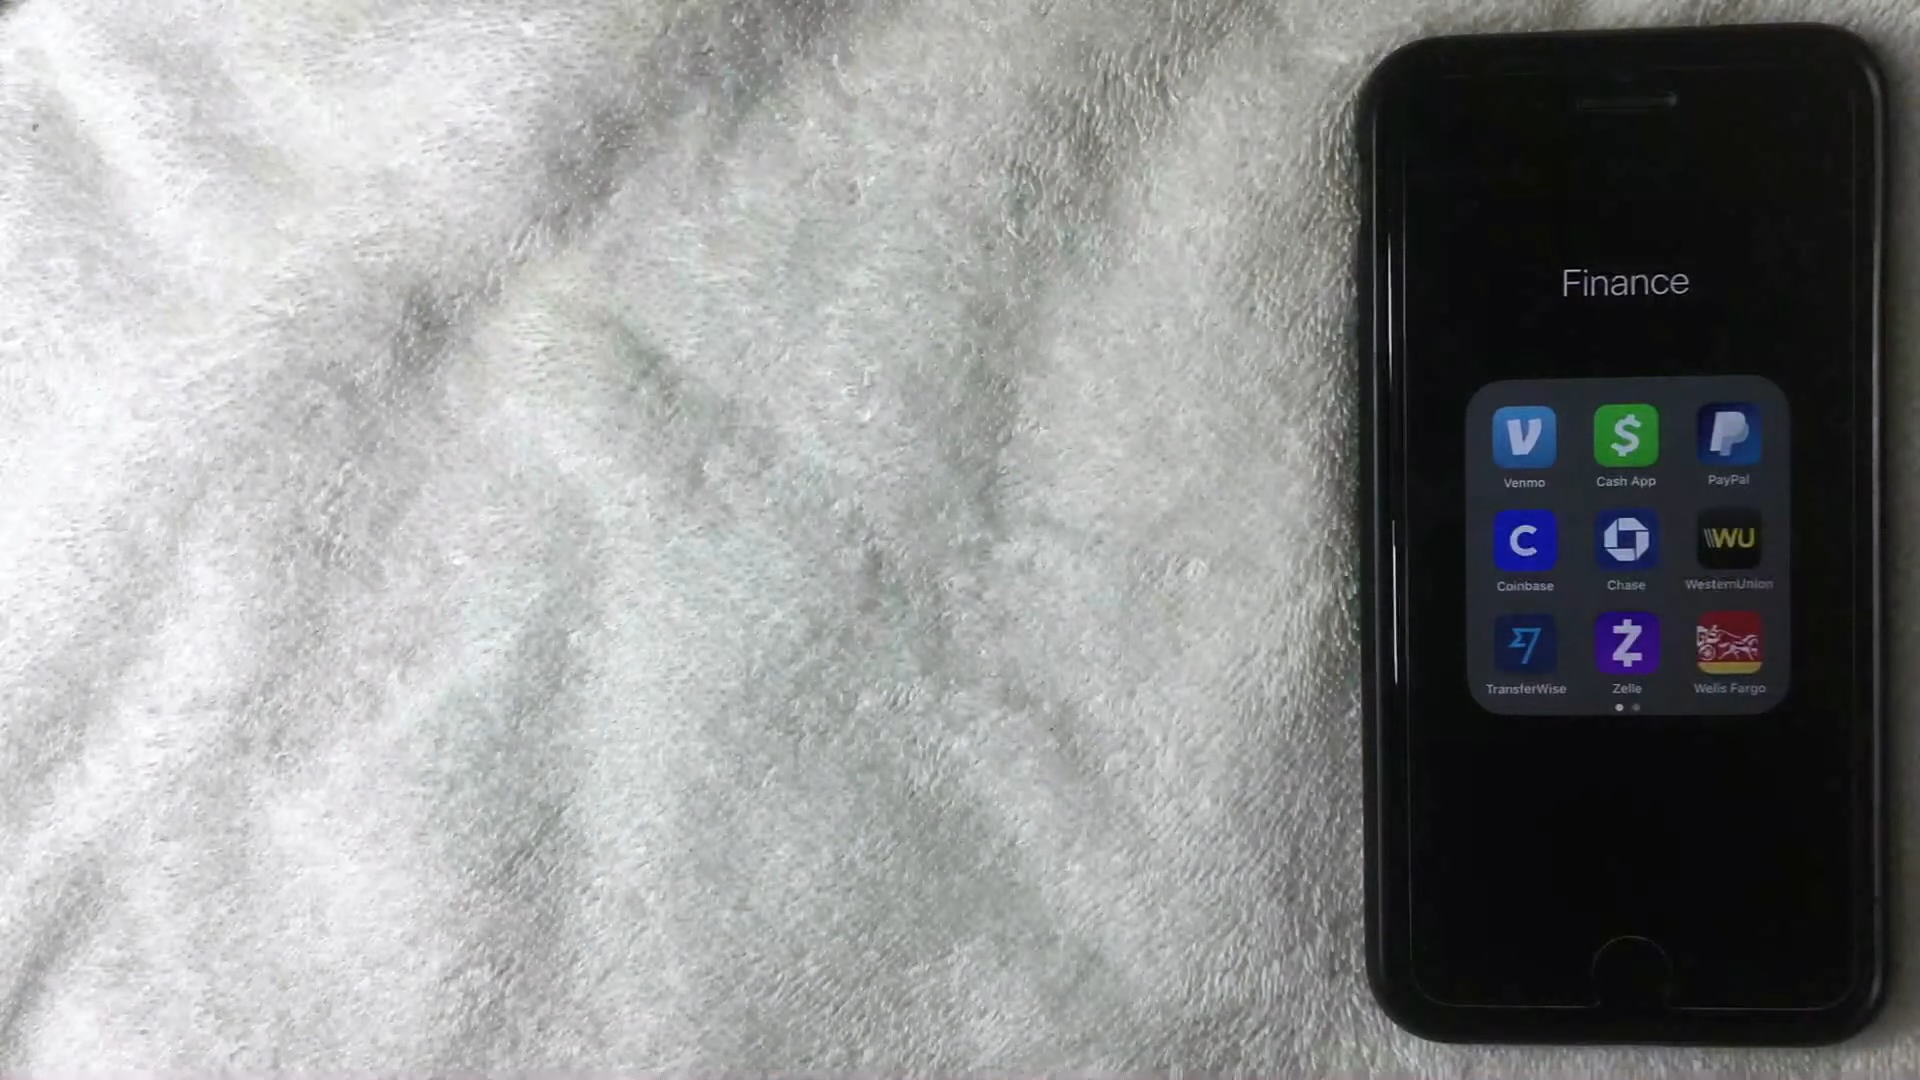 Finance
Venmo
Cash App
PayPal
Coinbase
Chase
WU
WesternUnion
TransferWise
Zelle
Wells Fargo